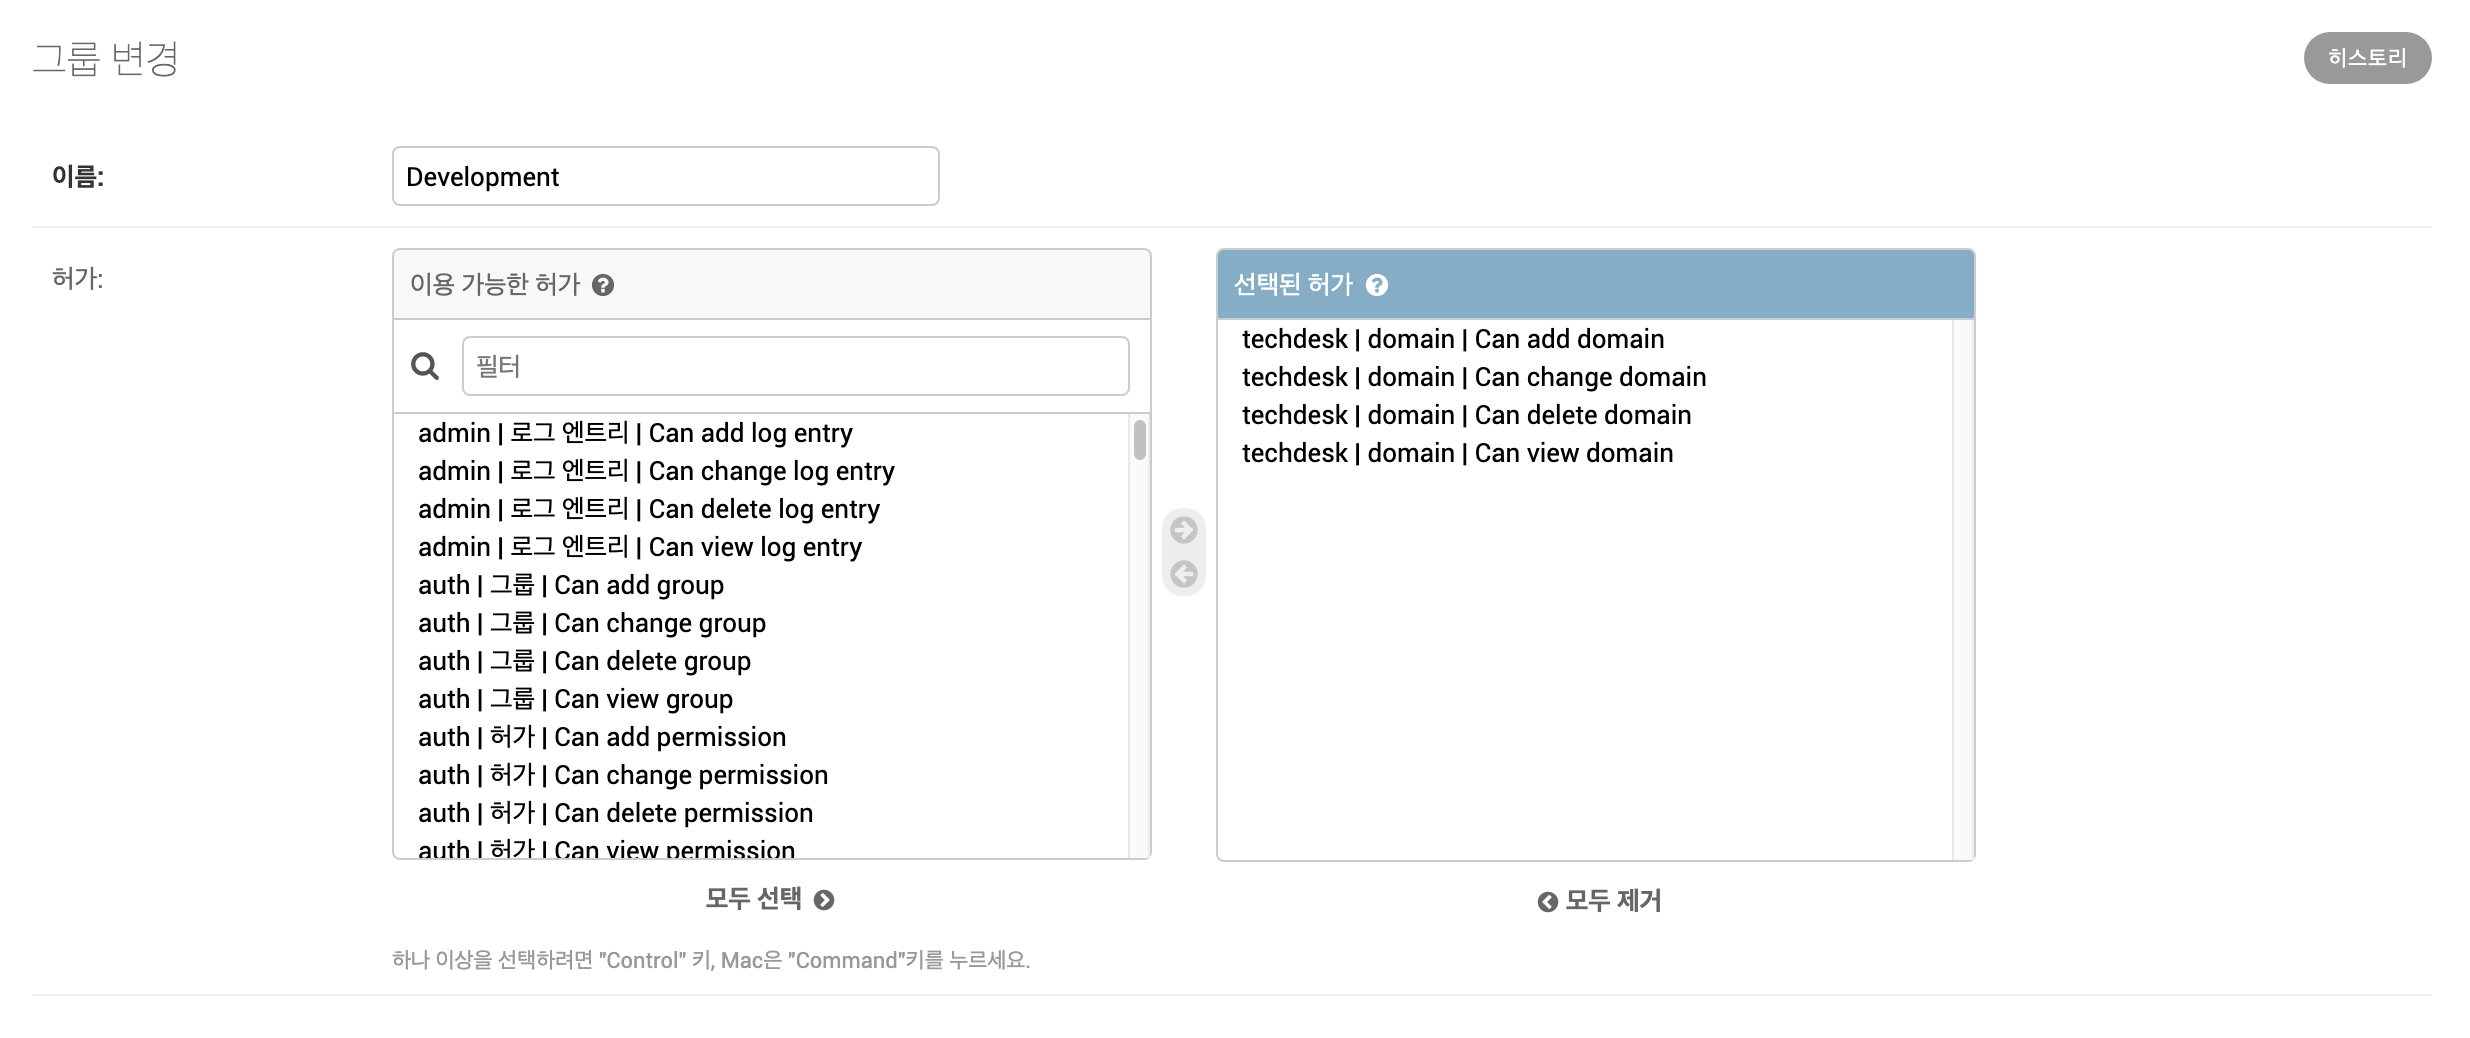 그룹 변경
히스토리
이름:
Development
허가:
이용 가능한 허가
필터
admin | 로그 엔트리 | Can add log entry
admin | 로그 엔트리 | Can change log entry
admin | 로그 엔트리 | Can delete log entry
admin | 로그 엔트리 | Can view log entry
auth | 그룹 | Can add group
auth | 그룹 | Can change group
auth | 그룹 | Can delete group
auth | 그룹 | Can view group
auth | 허가 | Can add permission
auth | 허가 | Can change permission
auth | 허가 | Can delete permission
auth | 허가 | Can view permission
모두 선택
선택된 허가
techdesk | domain | Can add domain
techdesk | domain | Can change domain
techdesk | domain | Can delete domain
techdesk | domain | Can view domain
모두 제거
하나 이상을 선택하려면 "Control" 키, Mac은 "Command"키를 누르세요.